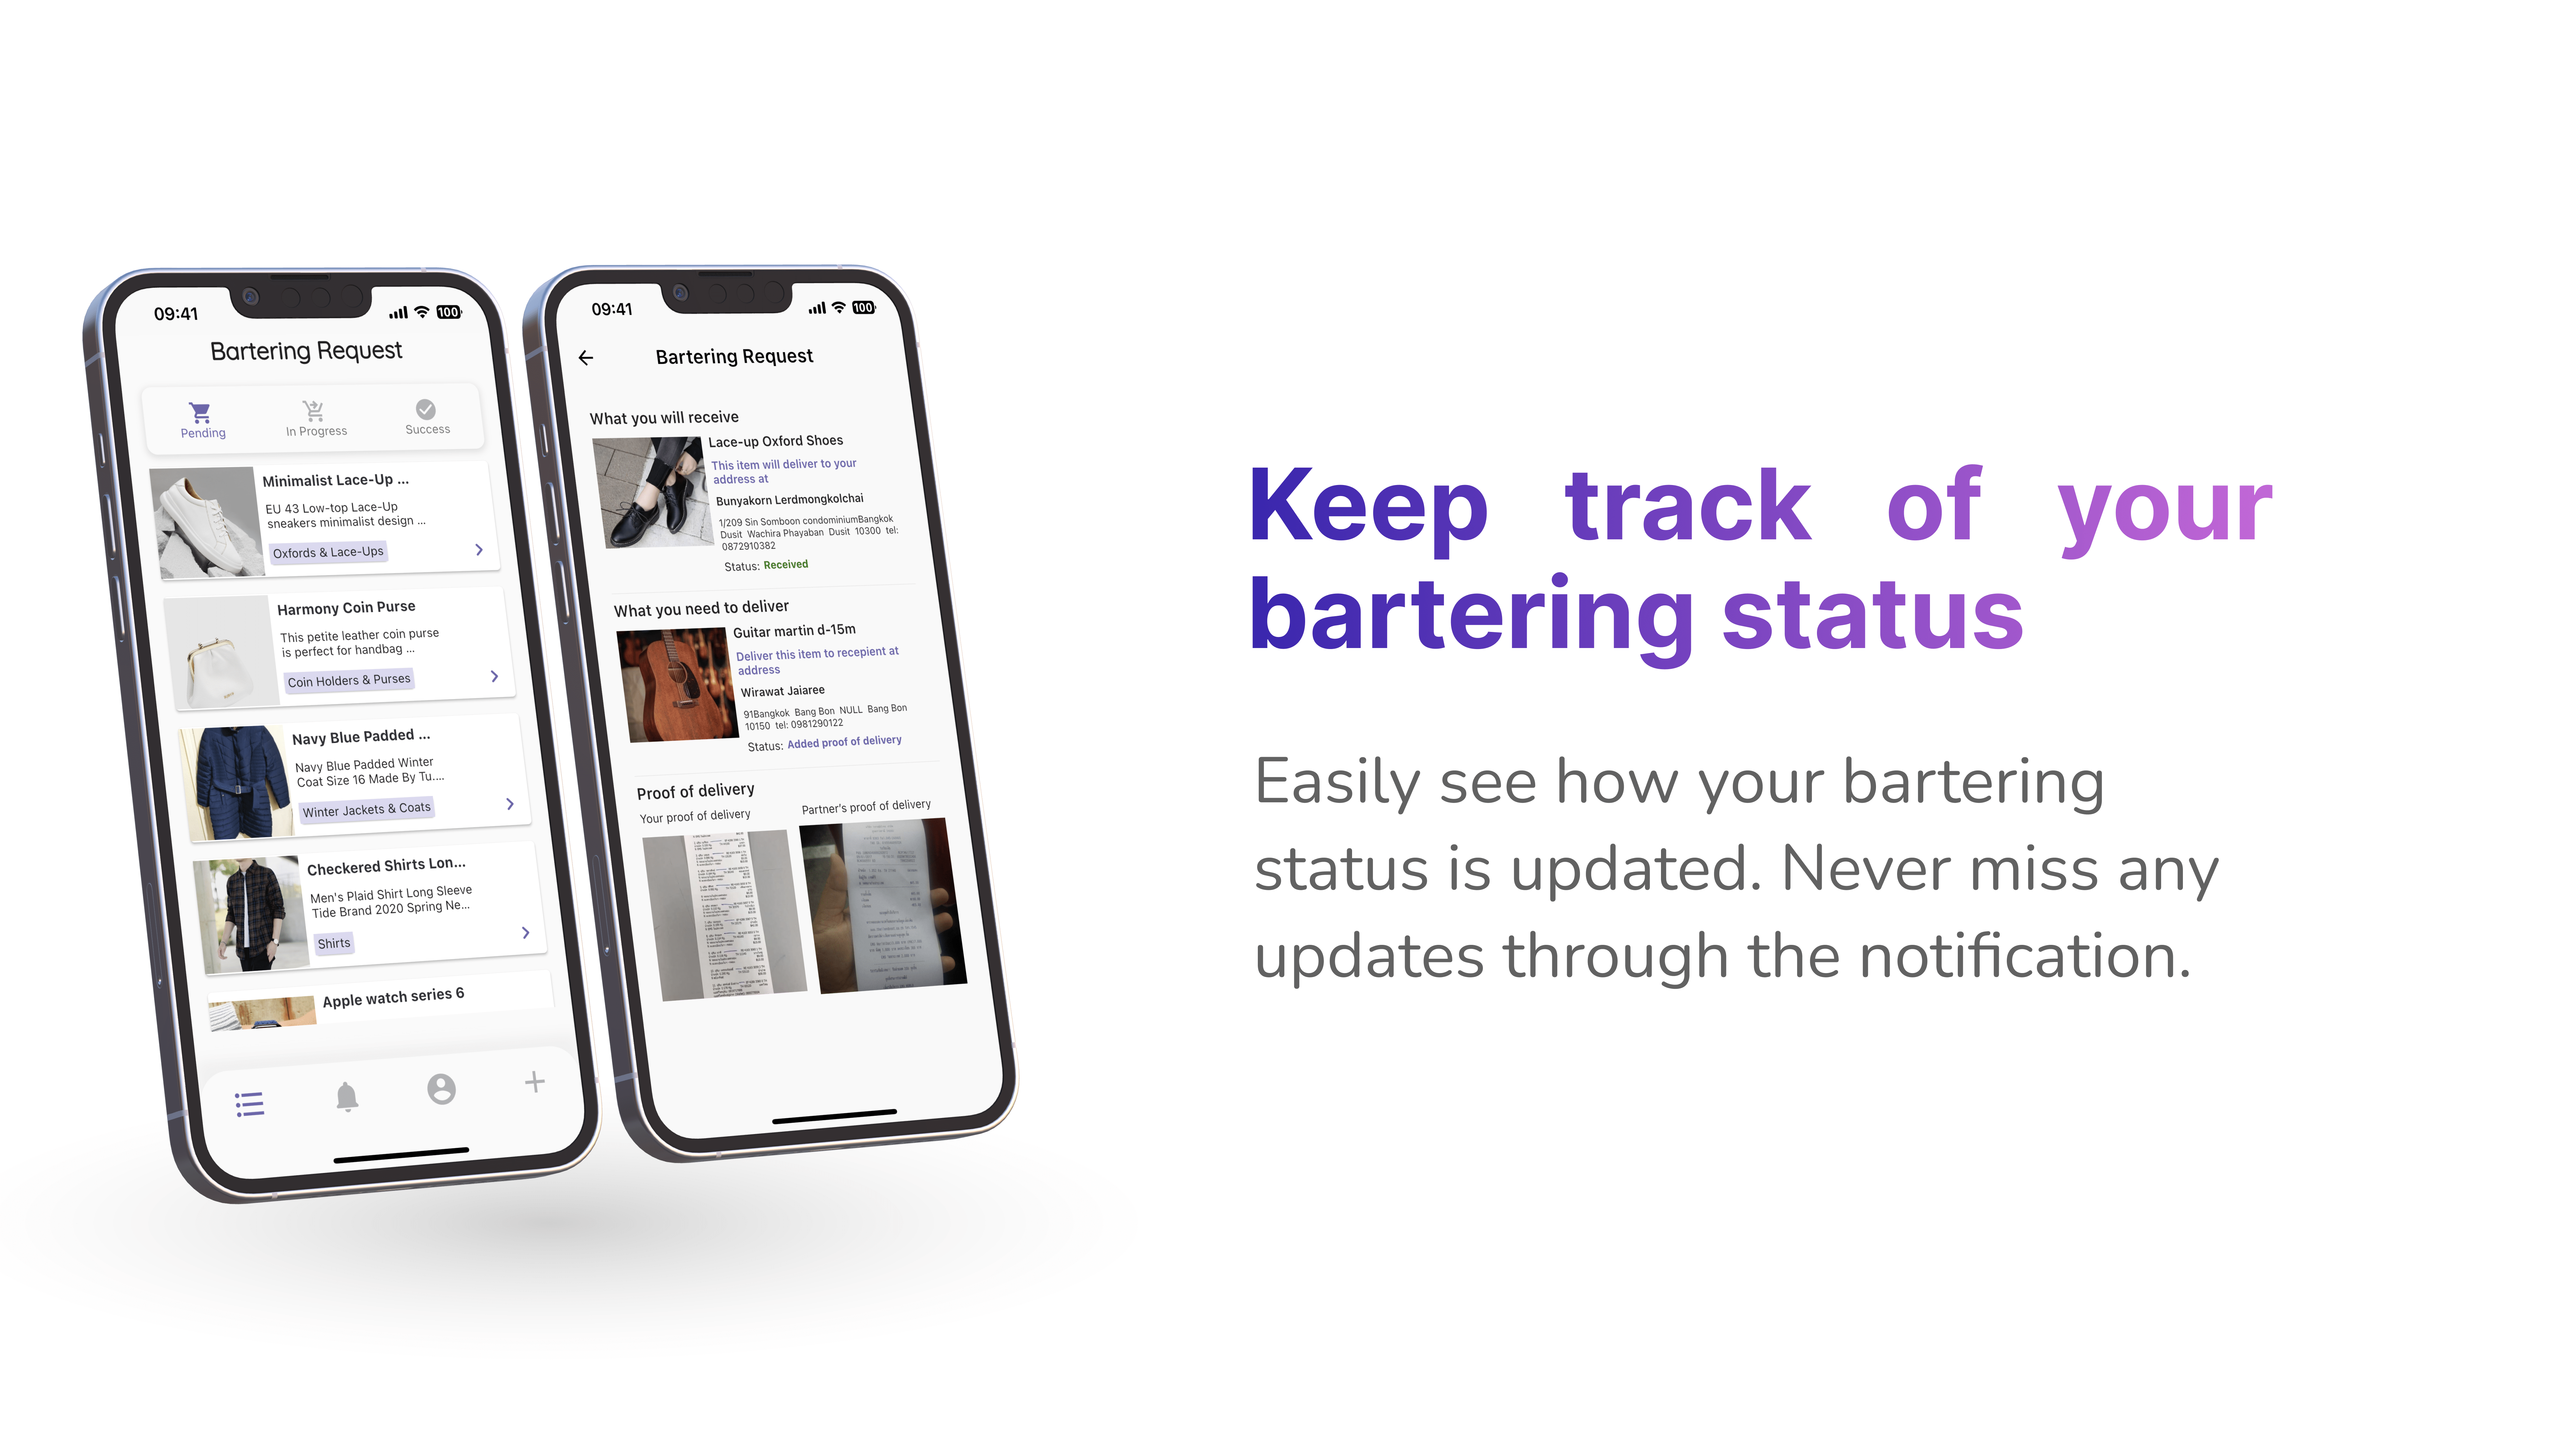 09:41
100
Bartering Request
Pending
In Progress
Success
Minimalist Lace-Up ...
EU 43 Low-top Lace-Up
sneakers minimalist design ...
Oxfords & Lace-Ups
Harmony Coin Purse
This petite leather coin purse
is perfect for handbag ...
Coin Holders & Purses
Navy Blue Padded ...
Navy Blue Padded Winter
Coat Size 16 Made By Tu....
Winter Jackets & Coats
Checkered Shirts Lon...
Men's Plaid Shirt Long Sleeve
Tide Brand 2020 Spring Ne...
Shirts
Apple watch series 6
09:41
100
Bartering Request
What you will receive
Lace-up Oxford Shoes
This item will deliver to your
address at
Bunyakorn Lerdmongkolchai
1/209 Sin Somboon condominiumBangkok
Dusit Wachira Phayaban Dusit 10300 tel:
0872910382
Status: Received
What you need to deliver
Guitar martin d-15m
Deliver this item to recepient at
address
Wirawat Jaiaree
91Bangkok Bang Bon NULL Bang Bon
10150 tel: 0981290122
Status: Added proof of delivery
Proof of delivery
Your proof of delivery
Partner's proof of delivery
Keep track of your
bartering status
Easily see how your bartering
status is updated. Never miss any
updates through the notification.